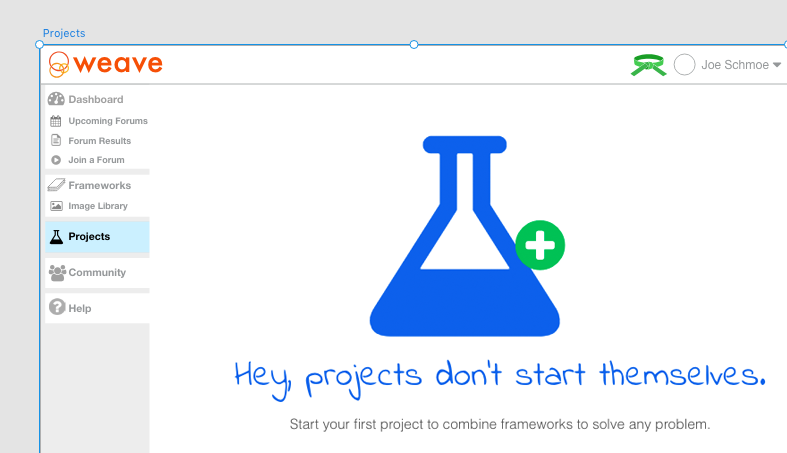 Projects
weave
Joe Schmoe
Dashboard
Upcoming Forums
Forum Results
Join a Forum
Frameworks
Image Library
Projects
Community
Help
Hey, projects don't start themselves.
Start your first project to combine frameworks to solve any problem.